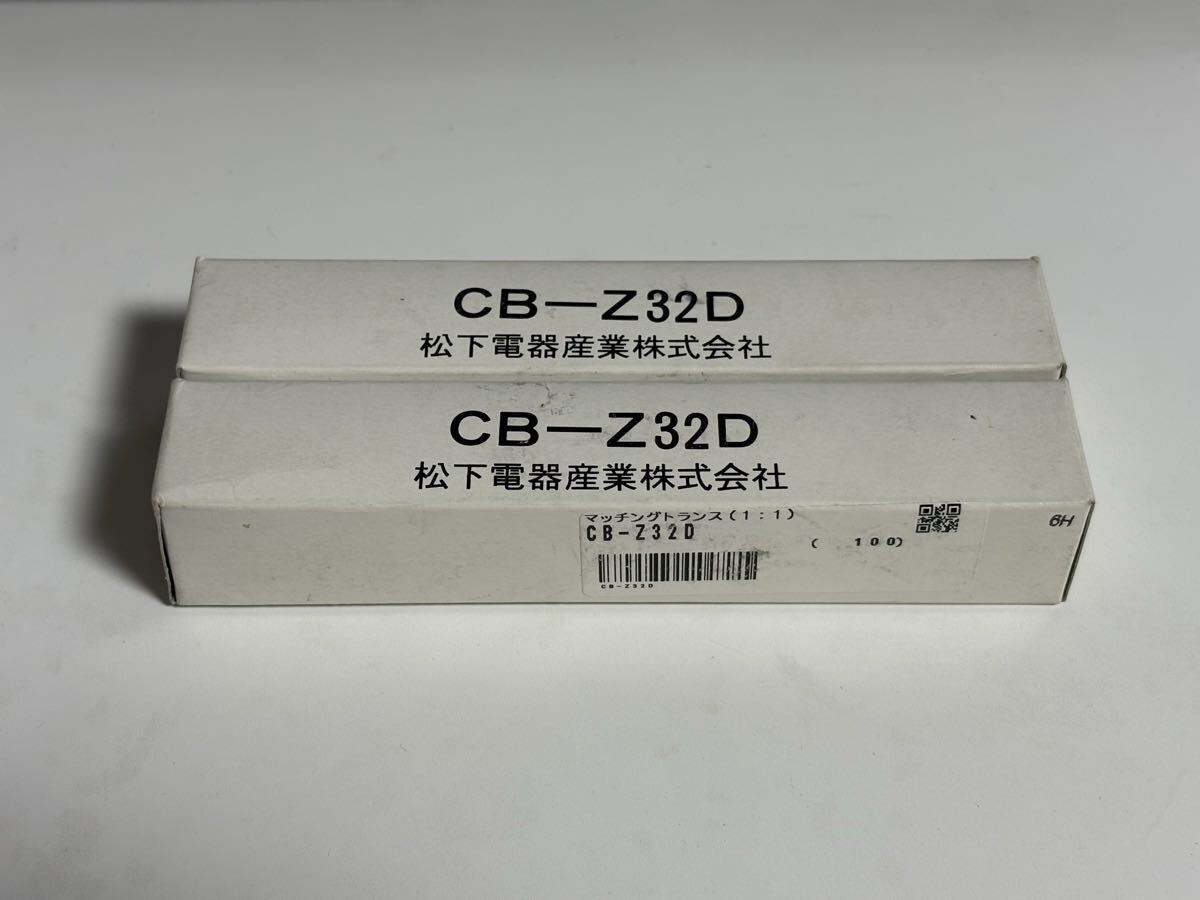 CB—Z32D
松下電器産業株式会社
CB—Z32D
松下電器産業株式会社
マッチングトランス(1:1)
CB-Z32D
( 100)
CB-Z32D
H9